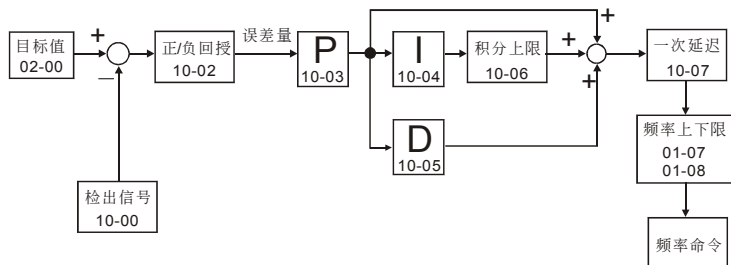 目标值
02-00
+
—
正/负回授
10-02
误差量
P
10-03
I
10-04
积分上限
10-06
+
+
+
一次延迟
10-07
D
10-05
频率上下限
01-07
01-08
检出信号
10-00
频率命令